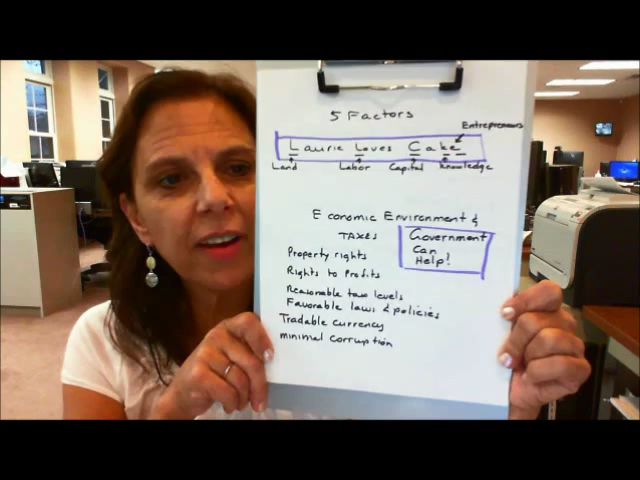 5 Factors
Entrepreneurs
Laurie Loves Cake
Land Labor Capital Knowledge
Economic Environment &
TAXES
Government
Can
Help!
Property rights
Rights to Profits
Reasonable tax levels
Favorable laws & policies
Tradable currency
minimal corruption